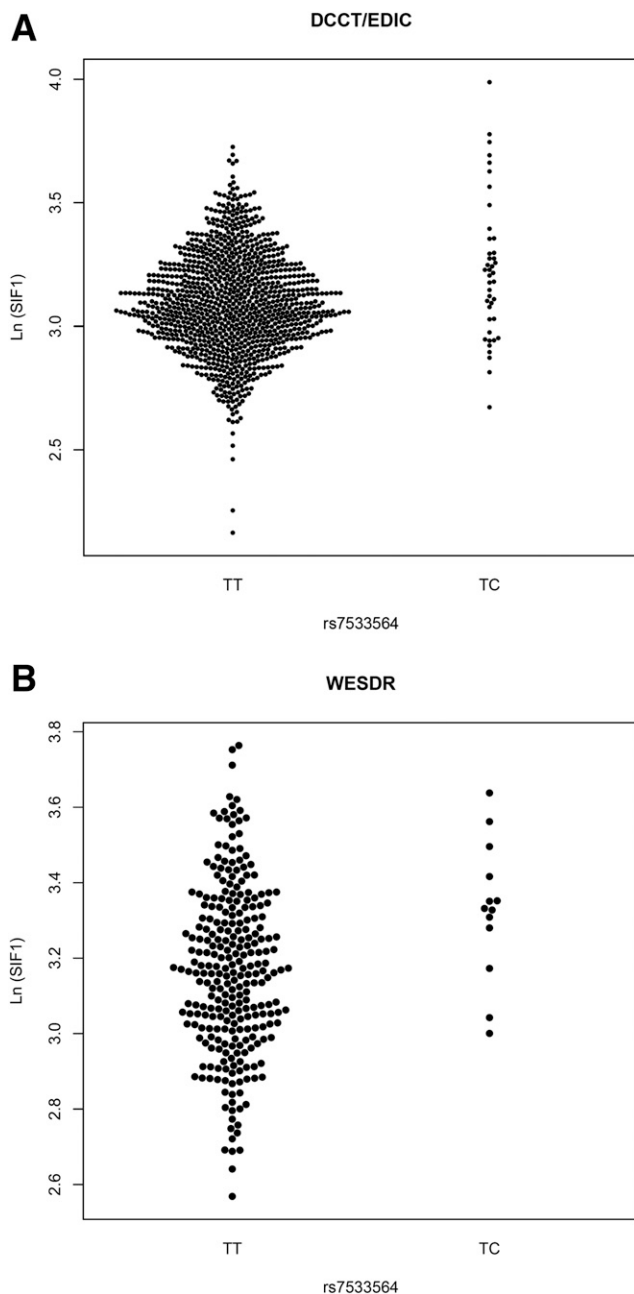 A
DCCT/EDIC
4.0
3.5
3.0
2.5
Ln (SIF1)
TT
TC
rs7533564
B
WESDR
3.8
3.6
3.4
3.2
3.0
2.8
2.6
Ln (SIF1)
TT
TC
rs7533564